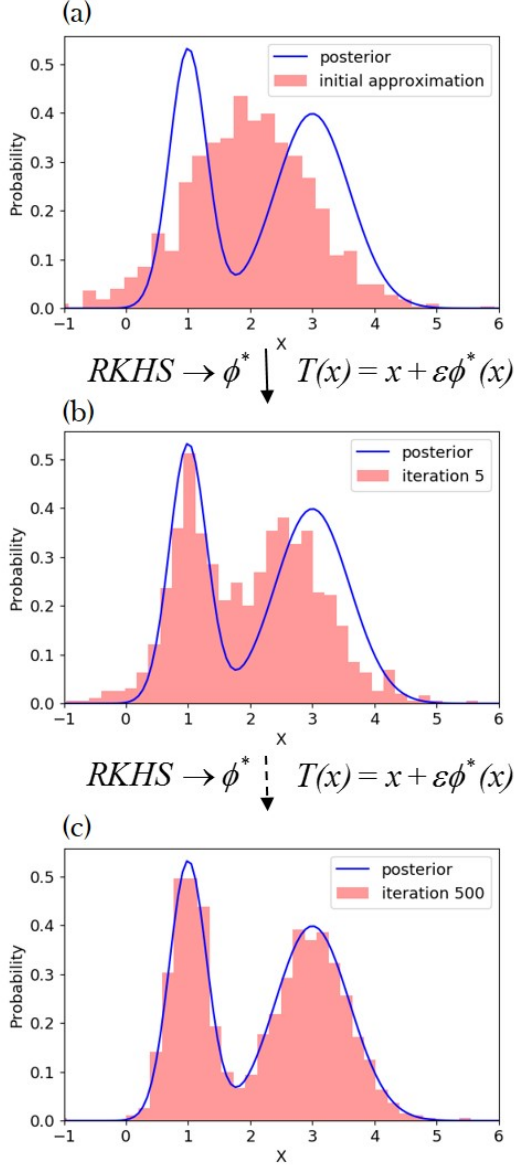 (a)
0.5
0.4
0.3
0.2
0.1
0.0
Probability
posterior
initial approximation
−1 0 1 2 3 4 5 6
X
RKHS → ϕ* T(x) = x + εϕ*(x)
(b)
0.5
0.4
0.3
0.2
0.1
0.0
Probability
posterior
iteration 5
−1 0 1 2 3 4 5 6
X
RKHS → ϕ* T(x) = x + εϕ*(x)
(c)
0.5
0.4
0.3
0.2
0.1
0.0
Probability
posterior
iteration 500
−1 0 1 2 3 4 5 6
X